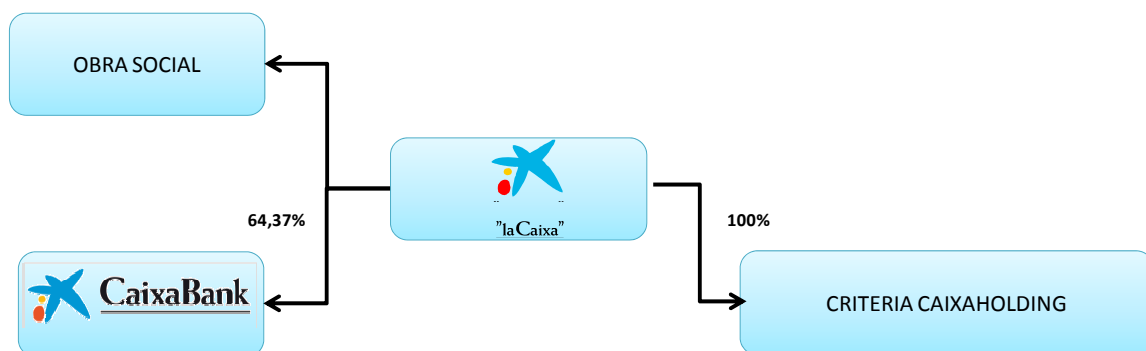 OBRA SOCIAL
"laCaixa"
64,37%
100%
CaixaBank
CRITERIA CAIXAHOLDING